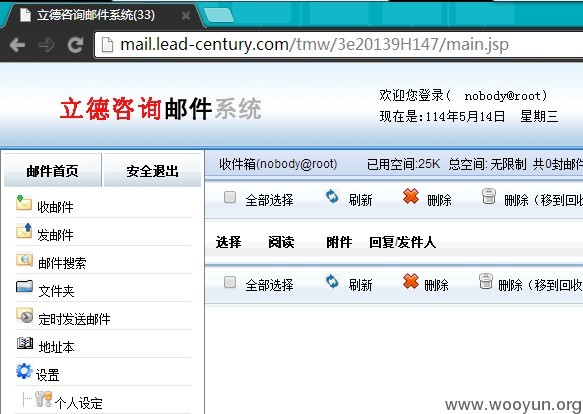 立德咨询邮件系统(33)
mail.lead-century.com/tmw/3e20139H147/main.jsp
立德咨询邮件系统
欢迎您登录( nobody@root)
现在是:114年5月14日 星期三
邮件首页 安全退出
收件箱(nobody@root) 已用空间:25K 总空间:无限制 共0封邮件
收邮件
发邮件
邮件搜索
文件夹
定时发送邮件
地址本
设置
个人设定
全部选择 刷新 删除 删除（移到回收
选择 阅读 附件 回复/发件人
全部选择 刷新 删除 删除（移到回收
www.wooyun.org